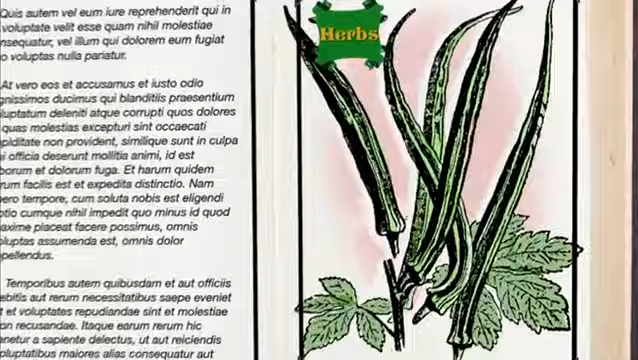 Quis autem vel eum iure reprehenderit qui in
voluptate velit esse quam nihil molestiae
nsequatur, vel illum qui dolorem eum fugiat
o voluptas nulla pariatur.
At vero eos et accusamus et iusto odio
gnissimos ducimus qui blanditiis praesentium
luptatum deleniti atque corrupti quos dolores
quas molestias excepturi sint occaecati
piditate non provident, similique sunt in culpa
i officia deserunt mollitia animi, id est
borum et dolorum fuga. Et harum quidem
rum facilis est et expedita distinctio. Nam
ero tempore, cum soluta nobis est eligendi
ptio cumque nihil impedit quo minus id quod
axime placeat facere possimus, omnis
oluptas assumenda est, omnis dolor
epellendus.
Temporibus autem quibusdam et aut officiis
ebitis aut rerum necessitatibus saepe eveniet
t et voluptates repudiandae sint et molestiae
on recusandae. Itaque earum rerum hic
enetur a sapiente delectus, ut aut reiciendis
oluptatibus maiores alias consequatur aut
Herbs